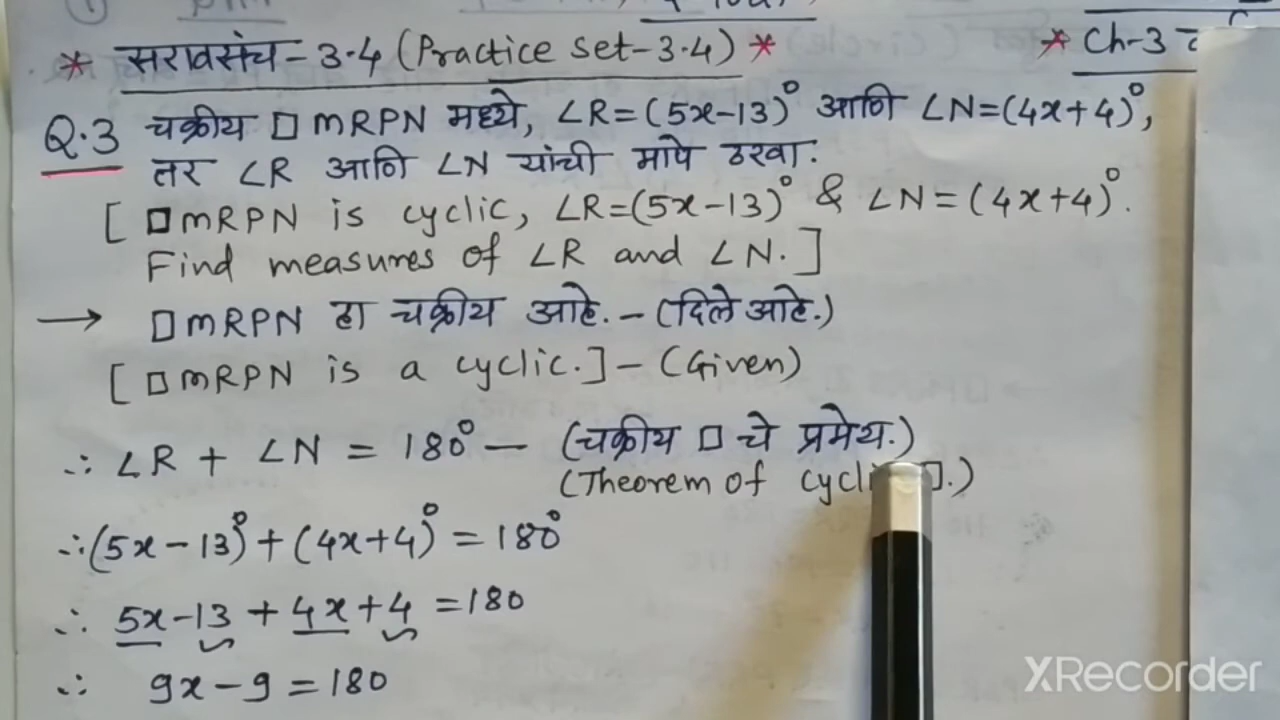 * सरावसंच - 3.4 (Practice Set-3.4) *
* Ch-3
Q.3 चक्रीय □ MRPN मध्ये, ∠R=(5x-13)° आणि ∠N=(4x+4)°,
तर ∠R आणि ∠N यांची मापे ठरवा.
[ □MRPN is cyclic, ∠R=(5x-13)° & ∠N=(4x+4)°.
Find measures of ∠R and ∠N.]
→ □MRPN हा चक्रीय आहे. - (दिले आहे.)
[ □MRPN is a cyclic.] - (Given)
∴ ∠R + ∠N = 180° - (चक्रीय □ चे प्रमेय.)
(Theorem of □.)
∴ (5x-13)° + (4x+4)° = 180°
∴ 5x-13 + 4x+4 = 180
∴ 9x-9 = 180
XRecorder